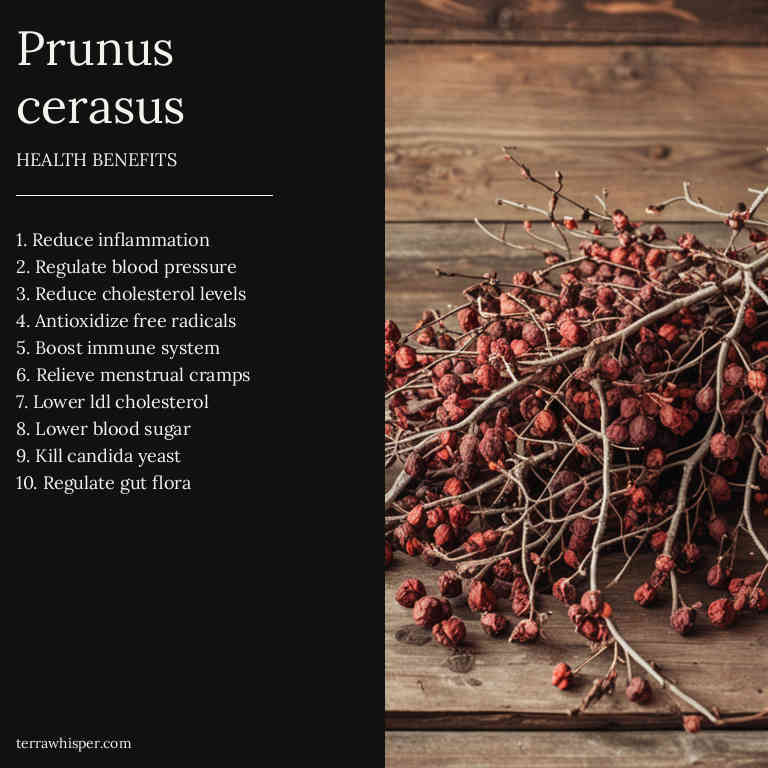 Prunus
cerasus
HEALTH BENEFITS
1. Reduce inflammation
2. Regulate blood pressure
3. Reduce cholesterol levels
4. Antioxidize free radicals
5. Boost immune system
6. Relieve menstrual cramps
7. Lower ldl cholesterol
8. Lower blood sugar
9. Kill candida yeast
10. Regulate gut flora
terrawhisper.com